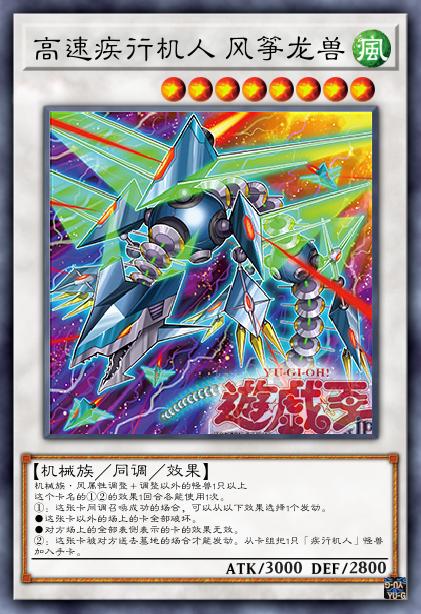 高速疾行机人 风筝龙兽
風
YU-GI-OH!
遊戯王
【机械族／同调／效果】
机械族·风属性调整＋调整以外的怪兽1只以上
这个卡名的①②的效果1回合各能使用1次。
①：这张卡同调召唤成功的场合，可以从以下效果选择1个发动。
●这张卡以外的场上的卡全部破坏。
●对方场上的全部表侧表示的卡的效果无效。
②：这张卡被对方送去墓地的场合才能发动。从卡组把1只「疾行机人」怪兽
加入手卡。
ATK/3000 DEF/2800